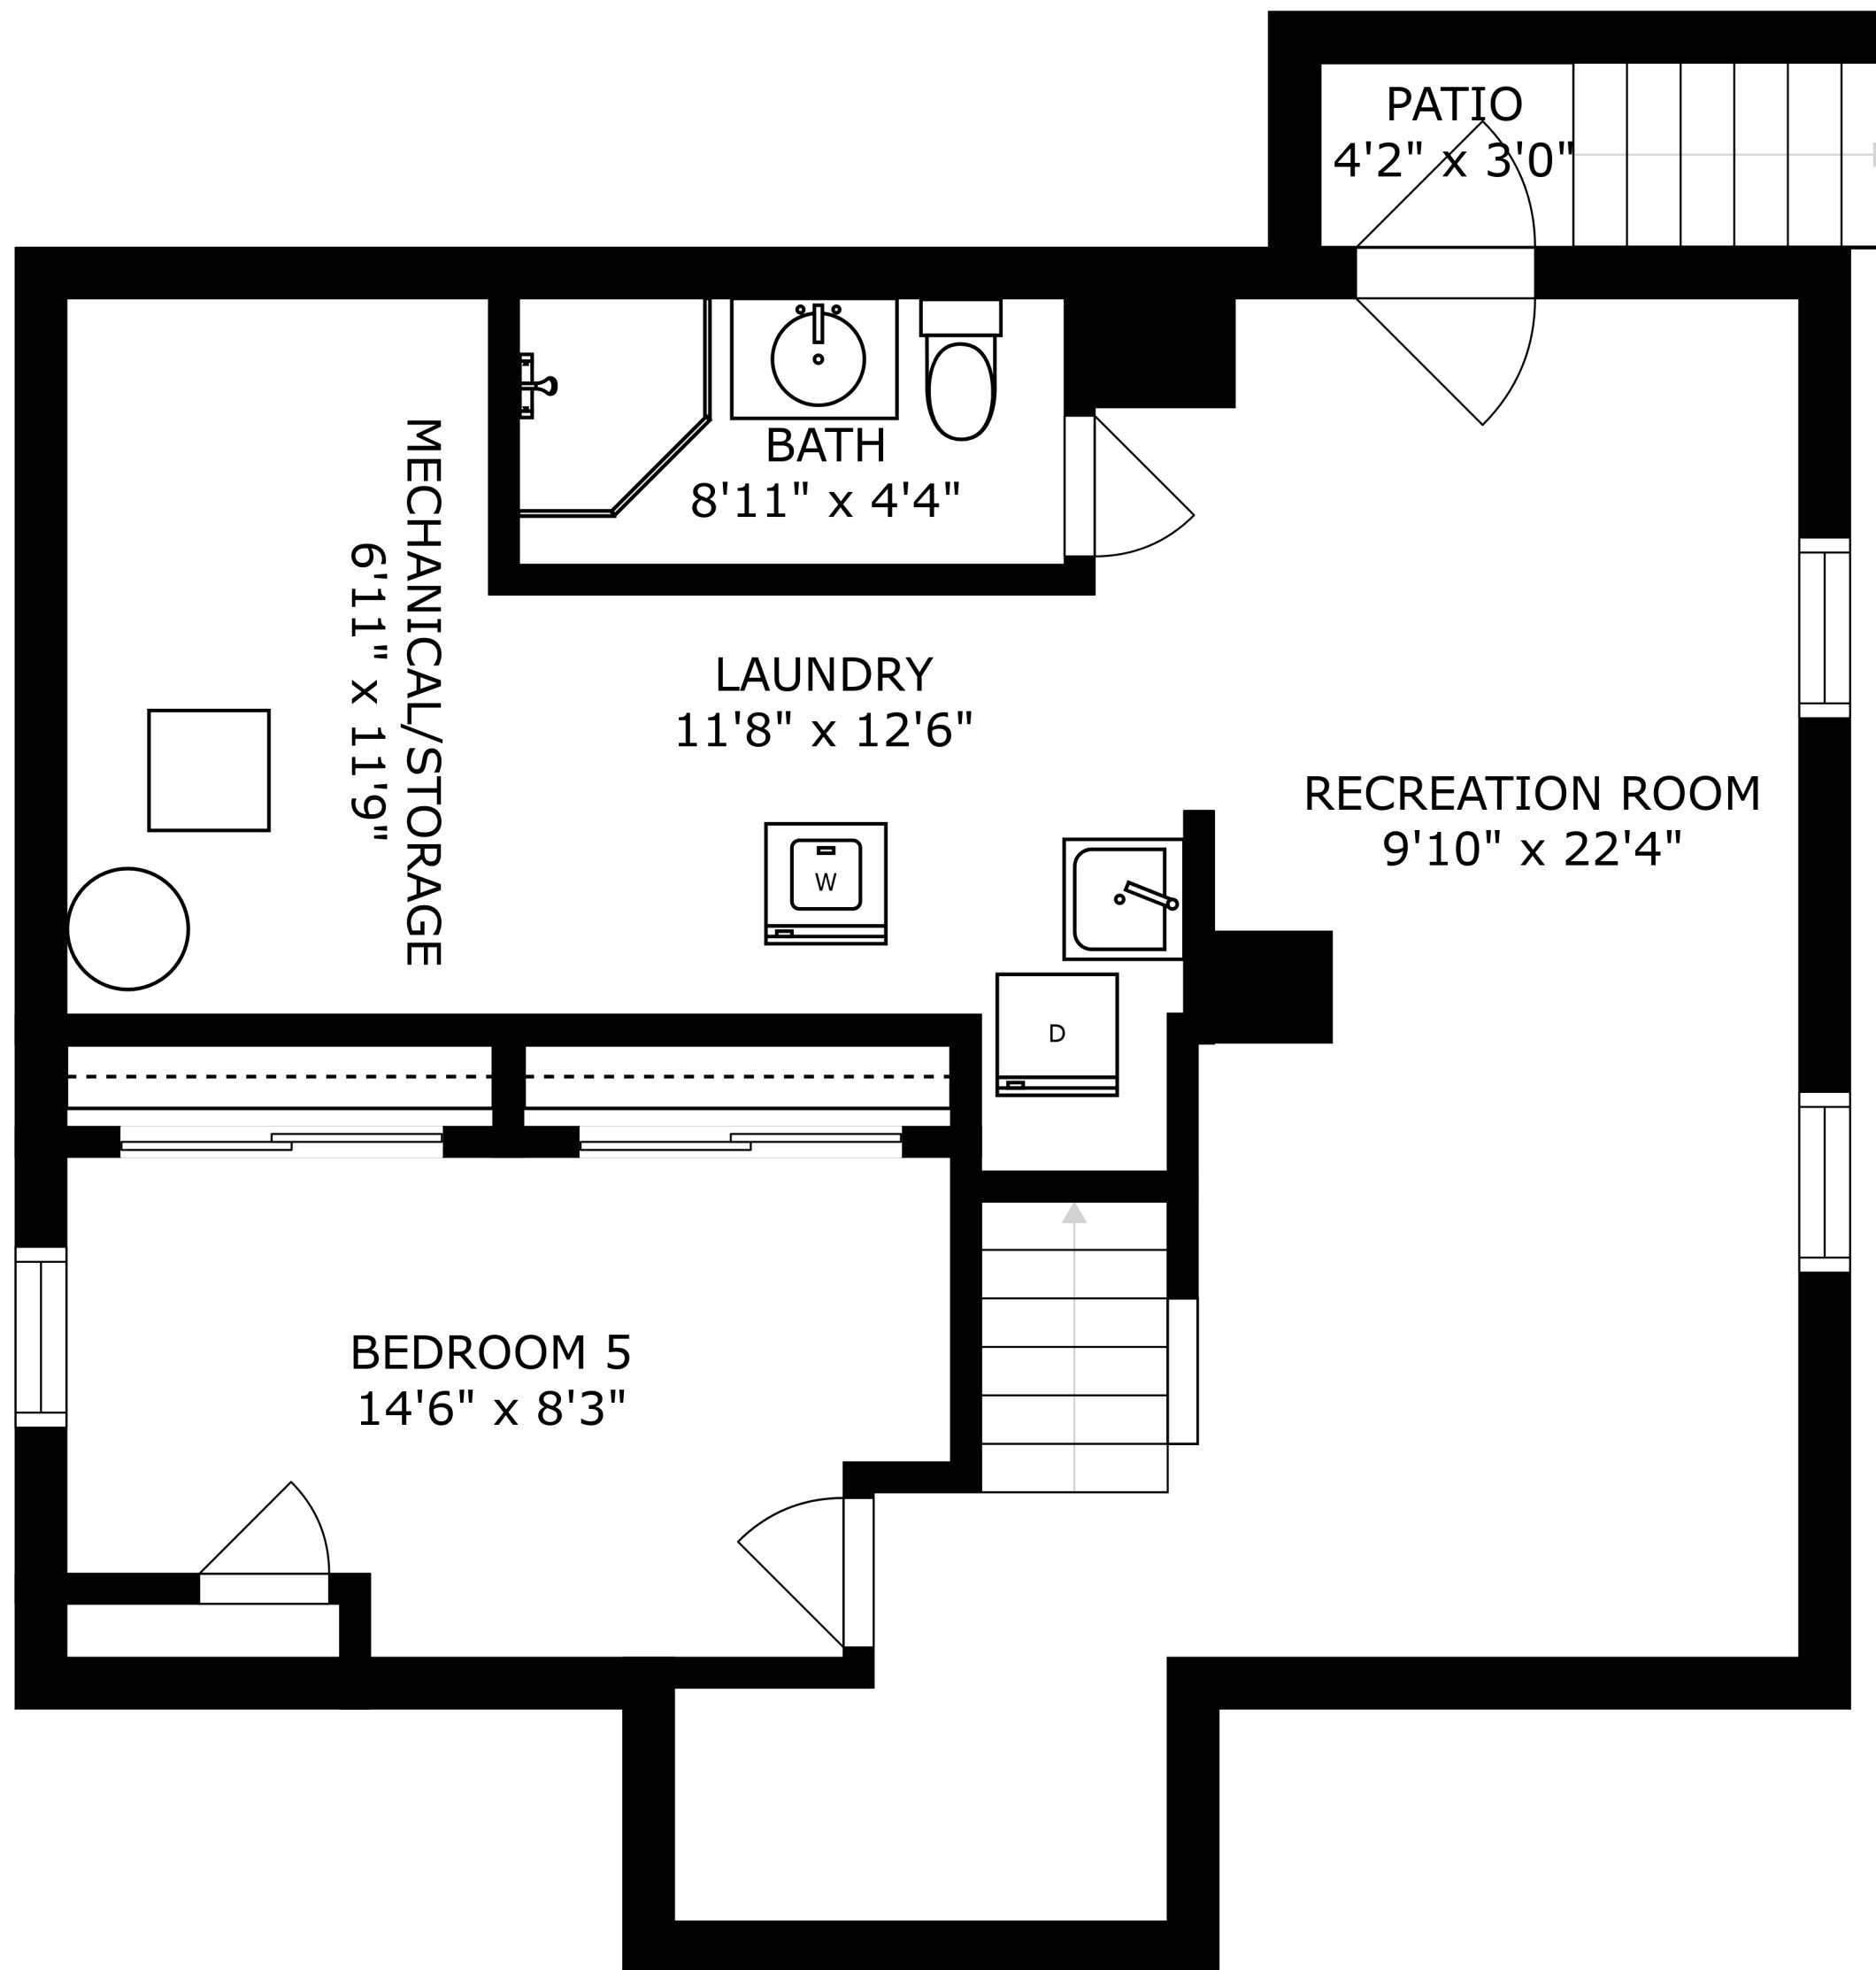 PATIO
4'2" x 3'0"
BATH
8'11" x 4'4"
MECHANICAL/STORAGE
6'11" x 11'9"
LAUNDRY
11'8" x 12'6"
RECREATION ROOM
9'10" x 22'4"
W
D
BEDROOM 5
14'6" x 8'3"